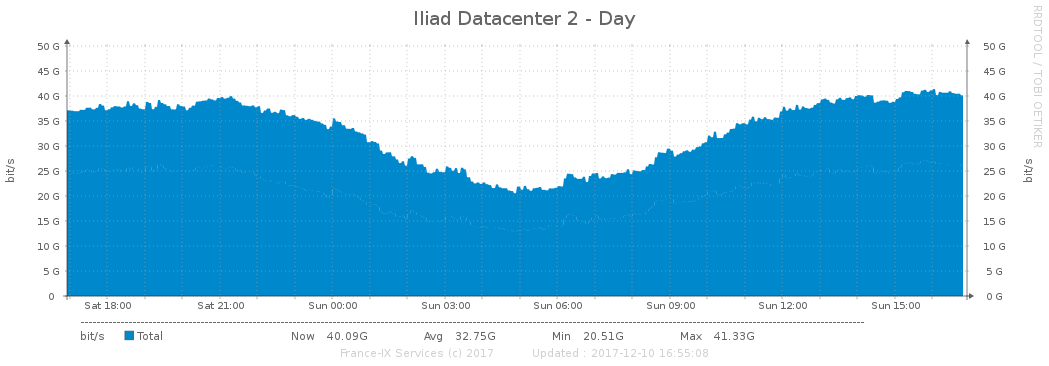 Iliad Datacenter 2 - Day
RRDTOOL / TOBI OETIKER
bit/s
50 G 50 G
45 G 45 G
40 G 40 G
35 G 35 G
30 G 30 G
25 G 25 G
20 G 20 G
15 G 15 G
10 G 10 G
5 G 5 G
0 0 G
bit/s
Sat 18:00 Sat 21:00 Sun 00:00 Sun 03:00 Sun 06:00 Sun 09:00 Sun 12:00 Sun 15:00
bit/s Total Now 40.09G Avg 32.75G Min 20.51G Max 41.33G
France-IX Services (c) 2017 Updated : 2017-12-10 16:55:08